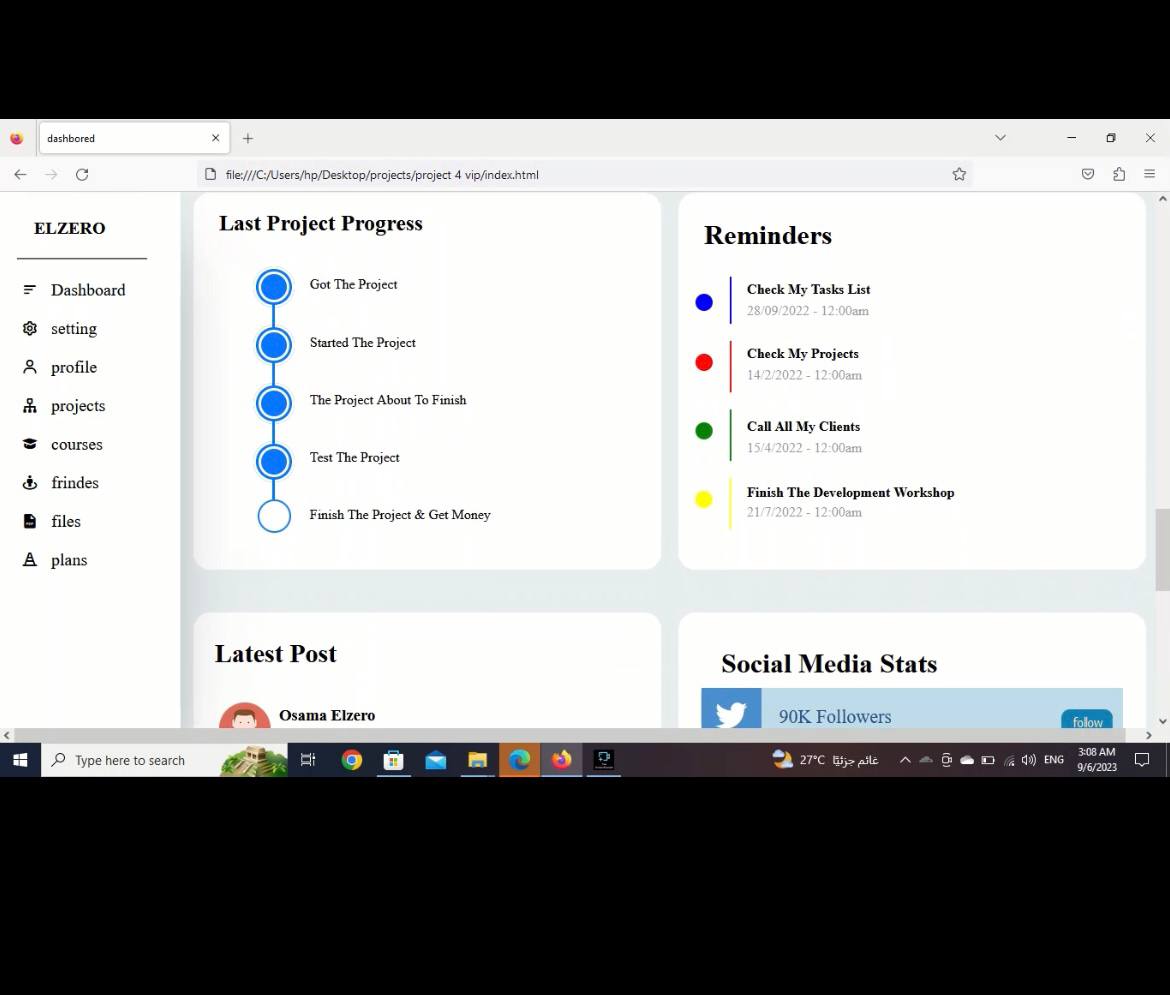 dashbored
file:///C:/Users/hp/Desktop/projects/project 4 vip/index.html
ELZERO
Dashboard
setting
profile
projects
courses
frindes
files
plans
Last Project Progress
Got The Project
Started The Project
The Project About To Finish
Test The Project
Finish The Project & Get Money
Reminders
Check My Tasks List
28/09/2022 - 12:00am
Check My Projects
14/2/2022 - 12:00am
Call All My Clients
15/4/2022 - 12:00am
Finish The Development Workshop
21/7/2022 - 12:00am
Latest Post
Osama Elzero
Social Media Stats
90K Followers
follow
Type here to search
27°C غائم جزئيًا
ENG
3:08 AM
9/6/2023